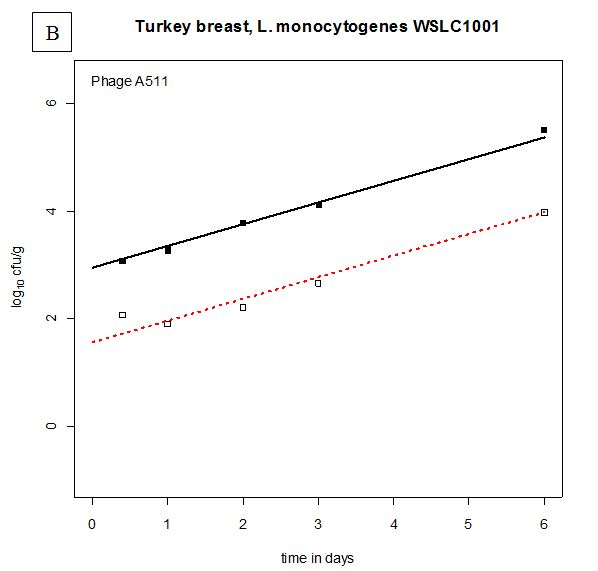 B
Turkey breast, L. monocytogenes WSLC1001
Phage A511
6
4
2
0
log10 cfu/g
0 1 2 3 4 5 6
time in days